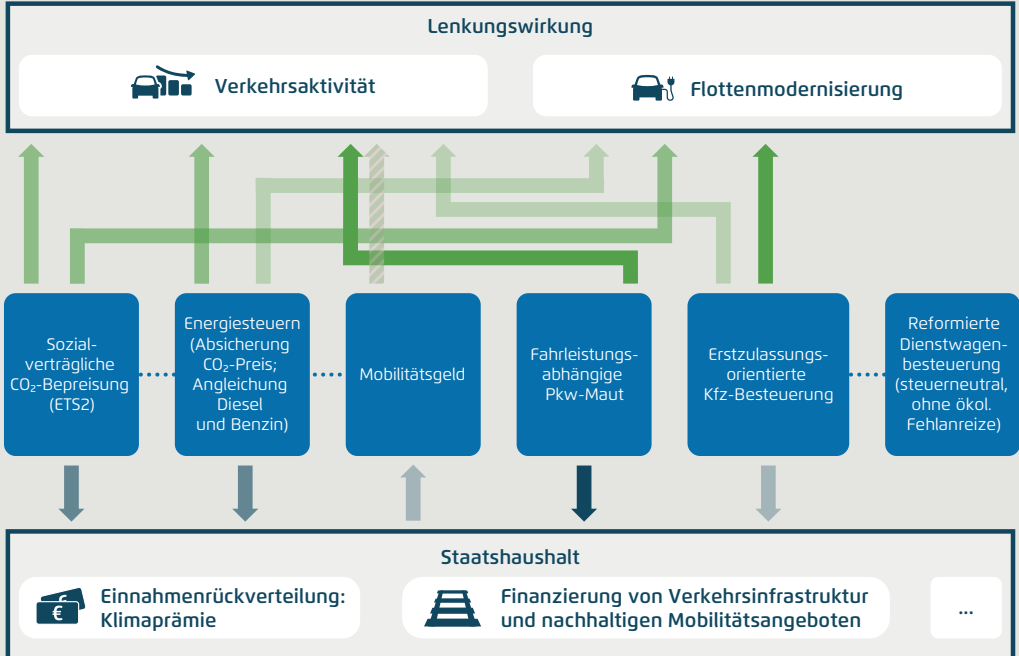 Lenkungswirkung
Verkehrsaktivität
Flottenmodernisierung
Sozial-
verträgliche
CO₂-Bepreisung
(ETS2)
Energiesteuern
(Absicherung
CO₂-Preis;
Angleichung
Diesel
und Benzin)
Mobilitätsgeld
Fahrleistungs-
abhängige
Pkw-Maut
Erstzulassungs-
orientierte
Kfz-Besteuerung
Reformierte
Dienstwagen-
besteuerung
(steuerneutral,
ohne ökol.
Fehlanreize)
Staatshaushalt
€
€
Einnahmenrückverteilung:
Klimaprämie
Finanzierung von Verkehrsinfrastruktur
und nachhaltigen Mobilitätsangeboten
...